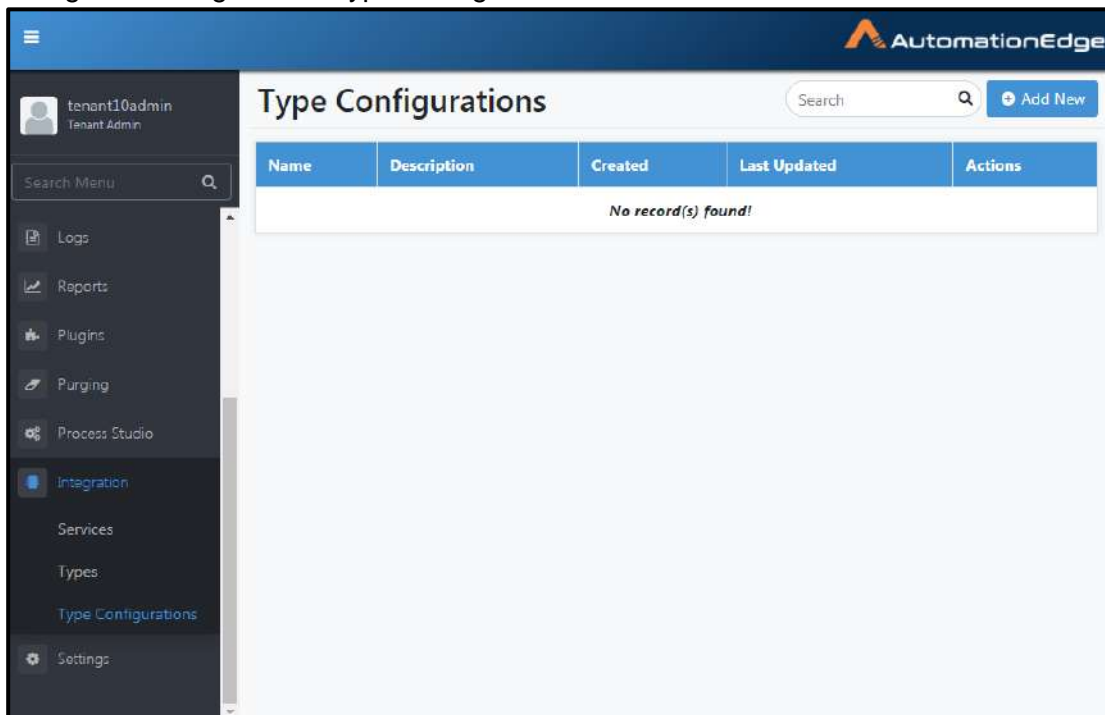 AutomationEdge
tenant10admin
Tenant Admin
Search Menu
Logs
Reports
Plugins
Purging
Process Studio
Integration
Services
Types
Type Configurations
Settings
Type Configurations
Search
Add New
Name Description Created Last Updated Actions
No record(s) found!